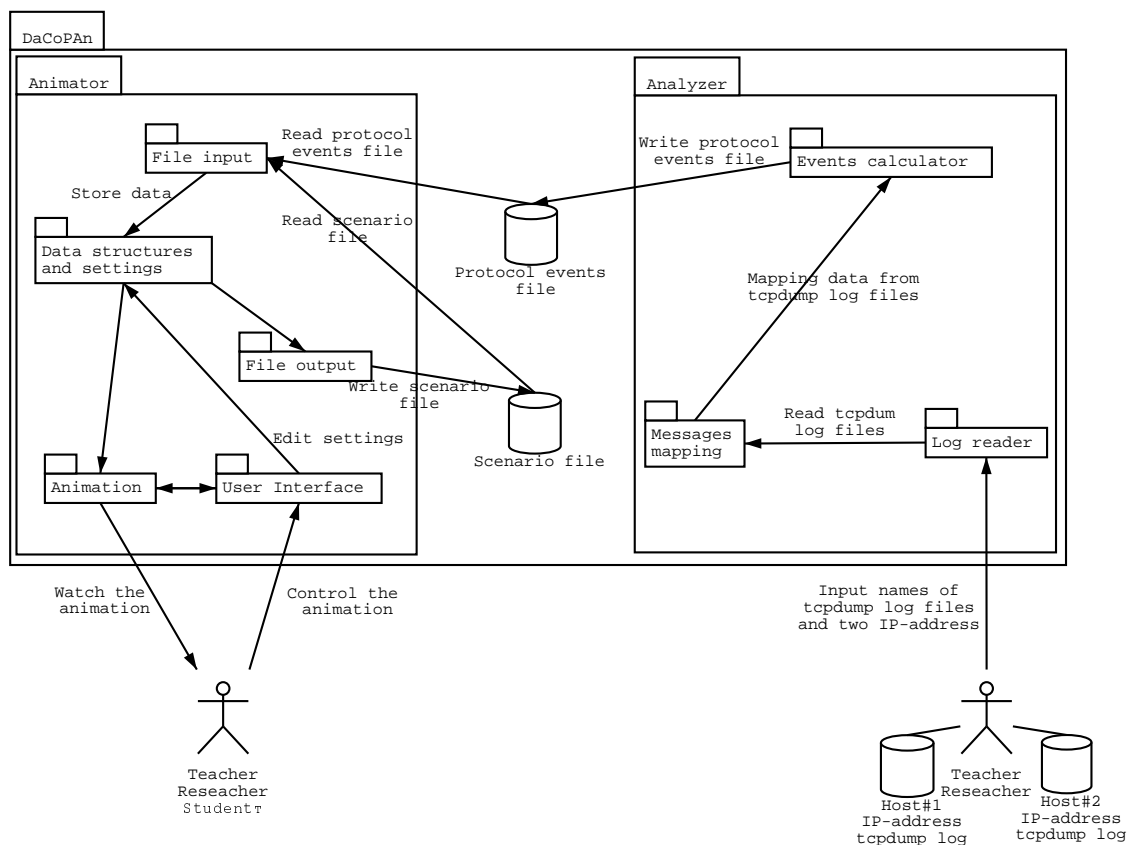 DaCoPAn
Animator
Analyzer
Read protocol
events file
Write protocol
events file
File input
Events calculator
Store data
Read scenario
file
Data structures
and settings
Protocol events
file
Mapping data from
tcpdump log files
File output
Write scenario
file
Edit settings
Scenario file
Read tcpdum
log files
Messages
mapping
Log reader
Animation
User Interface
Watch the
animation
Control the
animation
Input names of
tcpdump log files
and two IP-address
Teacher
Reseacher
Student
Teacher
Reseacher
Host#1
IP-address
tcpdump log
Host#2
IP-address
tcpdump log